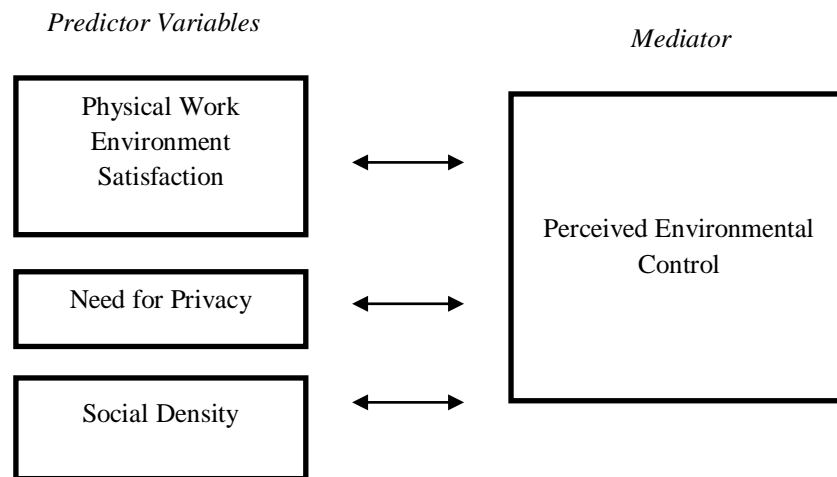 Predictor Variables
Mediator
Physical Work
Environment
Satisfaction
Perceived Environmental
Control
Need for Privacy
Social Density